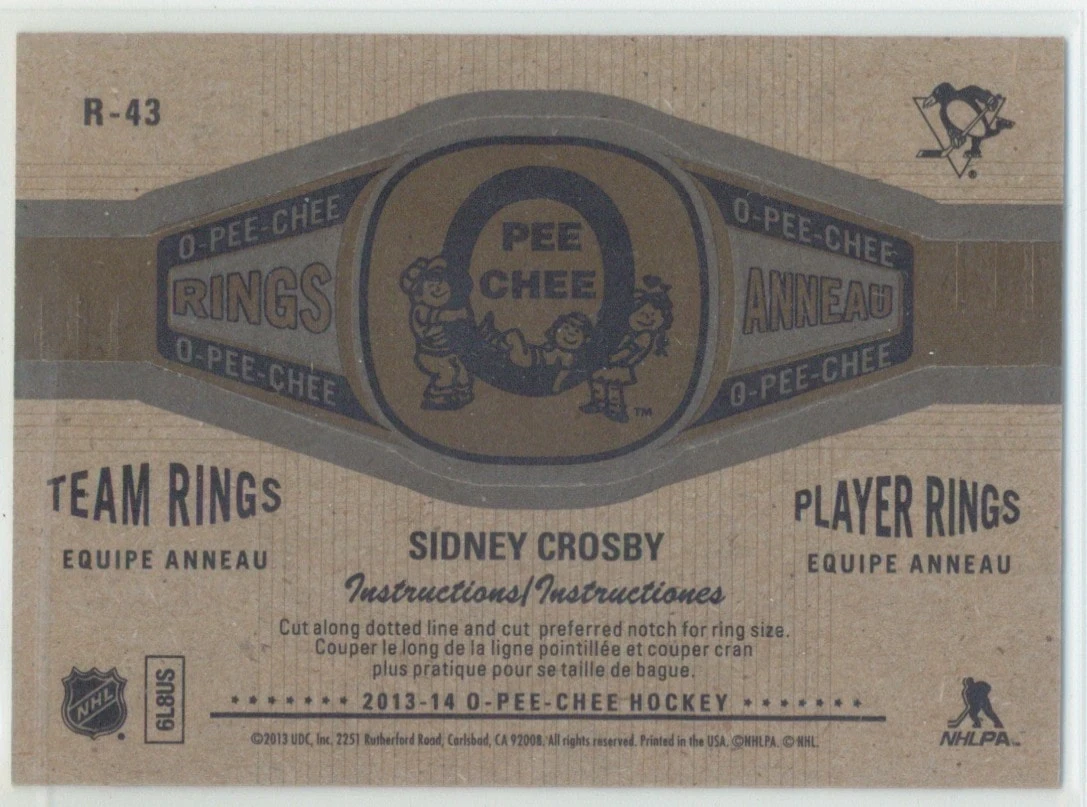 R-43
O-PEE-CHEE
RINGS
O-PEE-CHEE
O
PEE
CHEE
TM
O-PEE-CHEE
ANNEAU
O-PEE-CHEE
TEAM RINGS
EQUIPE ANNEAU
PLAYER RINGS
EQUIPE ANNEAU
SIDNEY CROSBY
Instructions/Instructiones
Cut along dotted line and cut preferred notch for ring size.
Couper le long de la ligne pointillée et couper cran
plus pratique pour se taille de bague.
NHL
6L8US
2013-14 O-PEE-CHEE HOCKEY
NHLPA
©2013 UDC, Inc. 2251 Rutherford Road, Carlsbad, CA 92008. All rights reserved. Printed in the USA. ©NHLPA. © NHL.